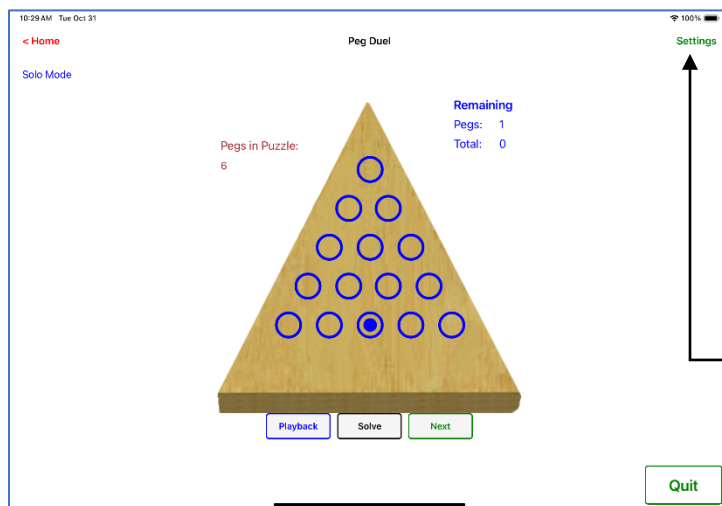 10:29 AM Tue Oct 31
100%
< Home
Peg Duel
Settings
Solo Mode
Remaining
Pegs: 1
Total: 0
Pegs in Puzzle:
6
Playback
Solve
Next
Quit